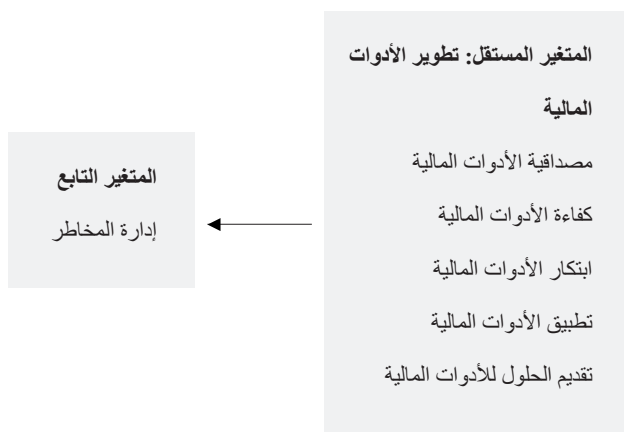 المتغير المستقل: تطوير الأدوات
المالية
مصداقية الأدوات المالية
كفاءة الأدوات المالية
ابتكار الأدوات المالية
تطبيق الأدوات المالية
تقديم الحلول للأدوات المالية
المتغير التابع
إدارة المخاطر